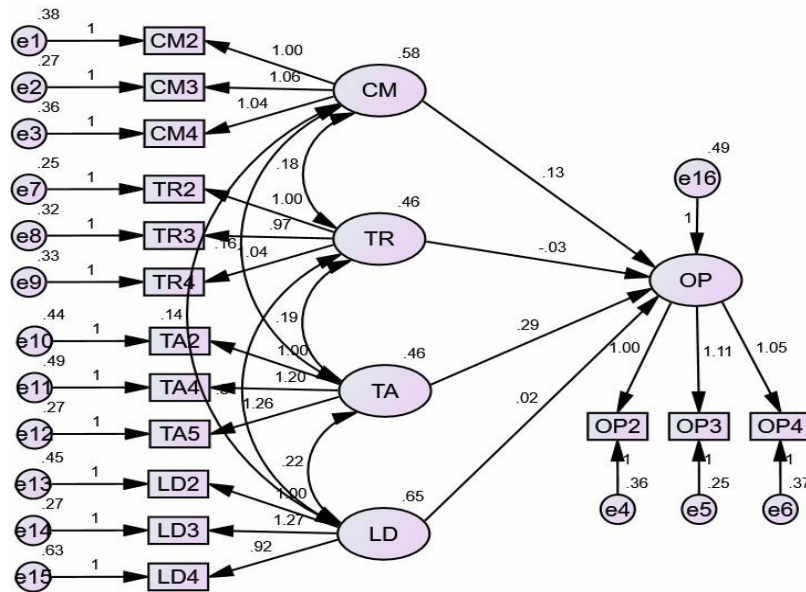 .38
e1 1 CM2 1.00 .58
.27
e2 1 CM3 1.06 CM
.36
e3 1 CM4 1.04
.18 .13 .49
e16
.25
e7 1 TR2 1.00 .46 1
.32
e8 1 TR3 .97 TR -.03 OP
.33
e9 1 TR4 1.04 .16
.44 .14 .19 .29
e10 1 TA2 1.00 .46 1.00 1.11 1.05
.49
e11 1 TA4 1.20 TA .02
.27
e12 1 TA5 1.26 OP2 OP3 OP4
.45 .22 1 1 1
e13 1 LD2 1.00 .65 .36 .25 .37
.27
e14 1 LD3 1.27 LD e4 e5 e6
.63
e15 1 LD4 .92